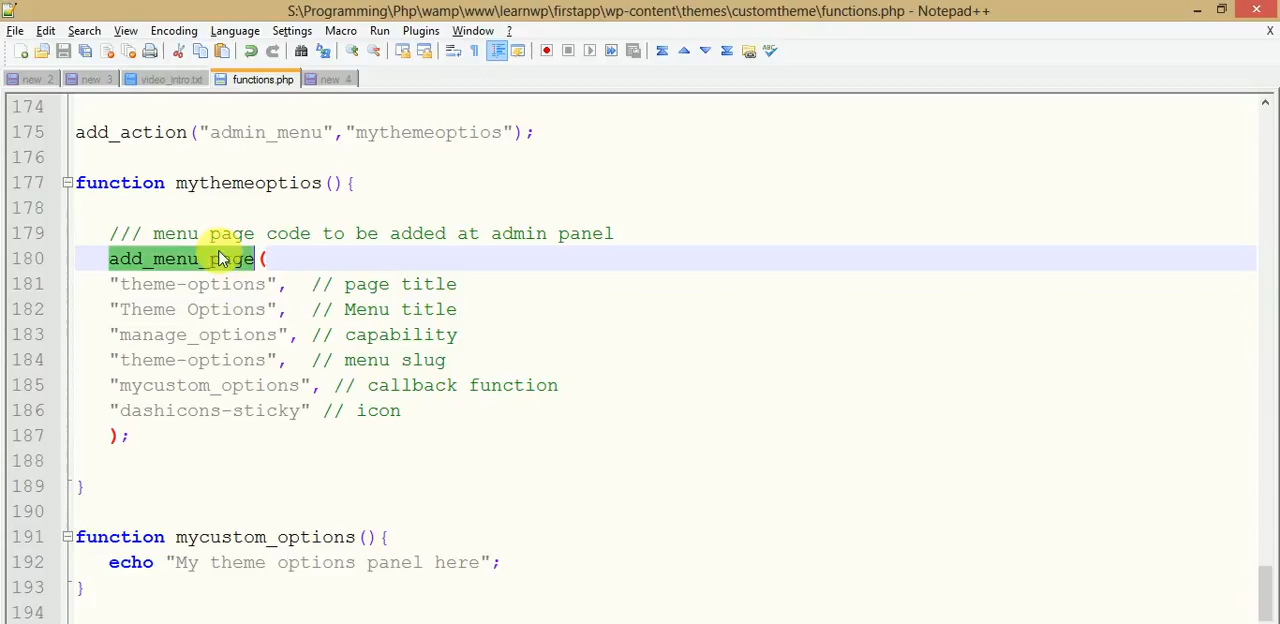 S:\Programming\Php\wamp\www\learnwp\firstapp\wp-content\themes\customtheme\functions.php - Notepad++
File Edit Search View Encoding Language Settings Macro Run Plugins Window ? X
new 2 new 3 video_intro.txt functions.php new 4
174
175 add_action("admin_menu","mythemeoptios");
176
177 function mythemeoptios(){
178
179 /// menu page code to be added at admin panel
180 add_menu_page(
181 "theme-options", // page title
182 "Theme Options", // Menu title
183 "manage_options", // capability
184 "theme-options", // menu slug
185 "mycustom_options", // callback function
186 "dashicons-sticky" // icon
187 );
188
189 }
190
191 function mycustom_options(){
192 echo "My theme options panel here";
193 }
194